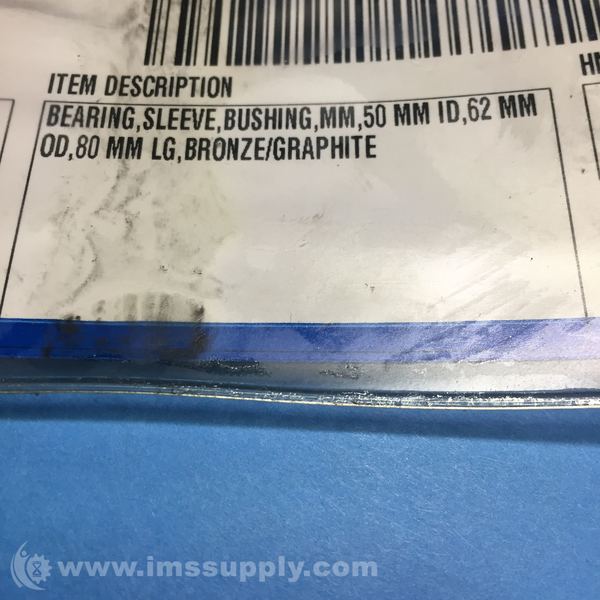 ITEM DESCRIPTION
BEARING,SLEEVE,BUSHING,MM,50 MM ID,62 MM
OD,80 MM LG,BRONZE/GRAPHITE
www.imssupply.com